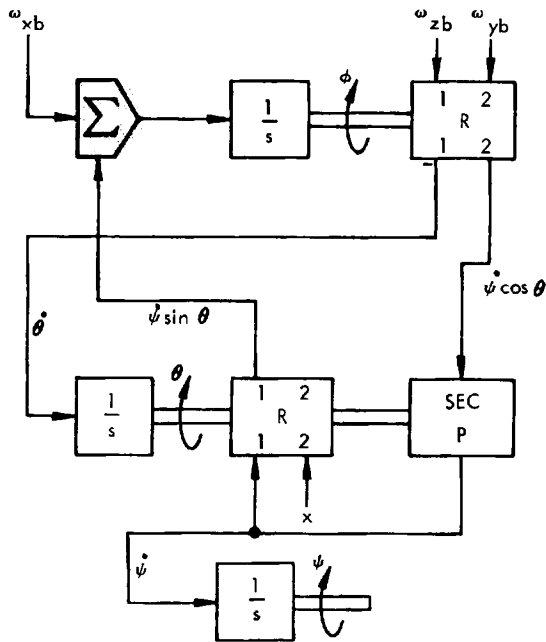 ω_xb
ω_zb ω_yb
Σ
1/s
ϕ
1 2
R
1 2
-
ψ̇ sin θ
ψ̇ cos θ
θ̇
1/s
θ
1 2
R
1 2
SEC
P
x
ψ̇
1/s
ψ